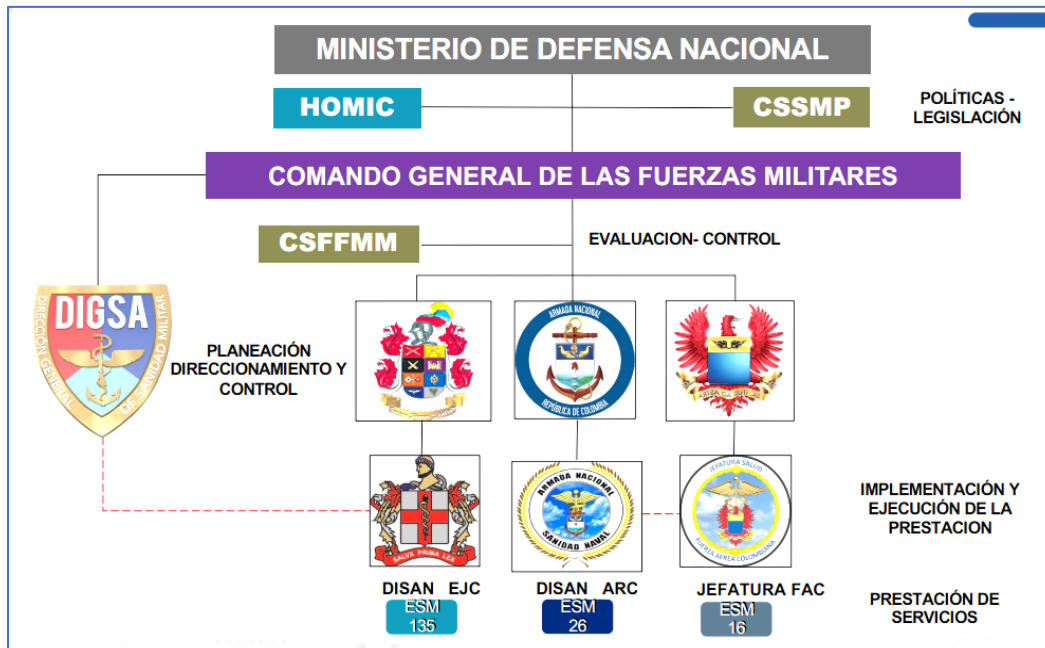 MINISTERIO DE DEFENSA NACIONAL
HOMIC
CSSMP
POLÍTICAS -
LEGISLACIÓN
COMANDO GENERAL DE LAS FUERZAS MILITARES
CSFFMM
EVALUACION- CONTROL
DIGSA
DIRECCIÓN GENERAL
DE SANIDAD MILITAR
PLANEACIÓN
DIRECCIONAMIENTO Y
CONTROL
ARMADA NACIONAL
REPÚBLICA DE COLOMBIA
SALVX PRIMA LEX
ARMADA NACIONAL
SANIDAD NAVAL
JEFATURA SALUD
FUERZA AEREA COLOMBIANA
IMPLEMENTACIÓN Y
EJECUCIÓN DE LA
PRESTACION
DISAN EJC
ESM
135
DISAN ARC
ESM
26
JEFATURA FAC
ESM
16
PRESTACIÓN DE
SERVICIOS